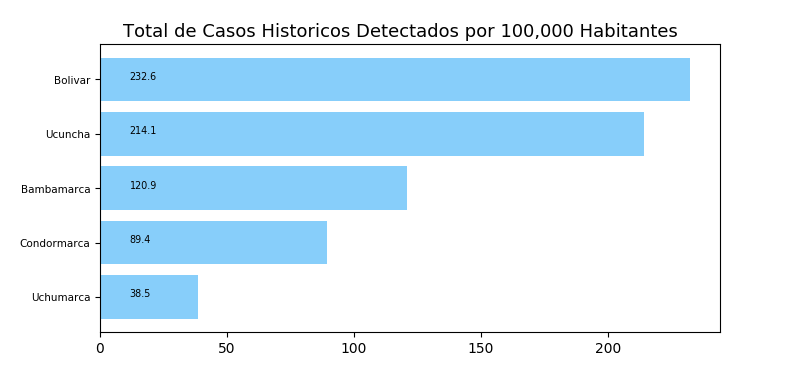 Total de Casos Historicos Detectados por 100,000 Habitantes
Bolivar 232.6
Ucuncha 214.1
Bambamarca 120.9
Condormarca 89.4
Uchumarca 38.5
0 50 100 150 200